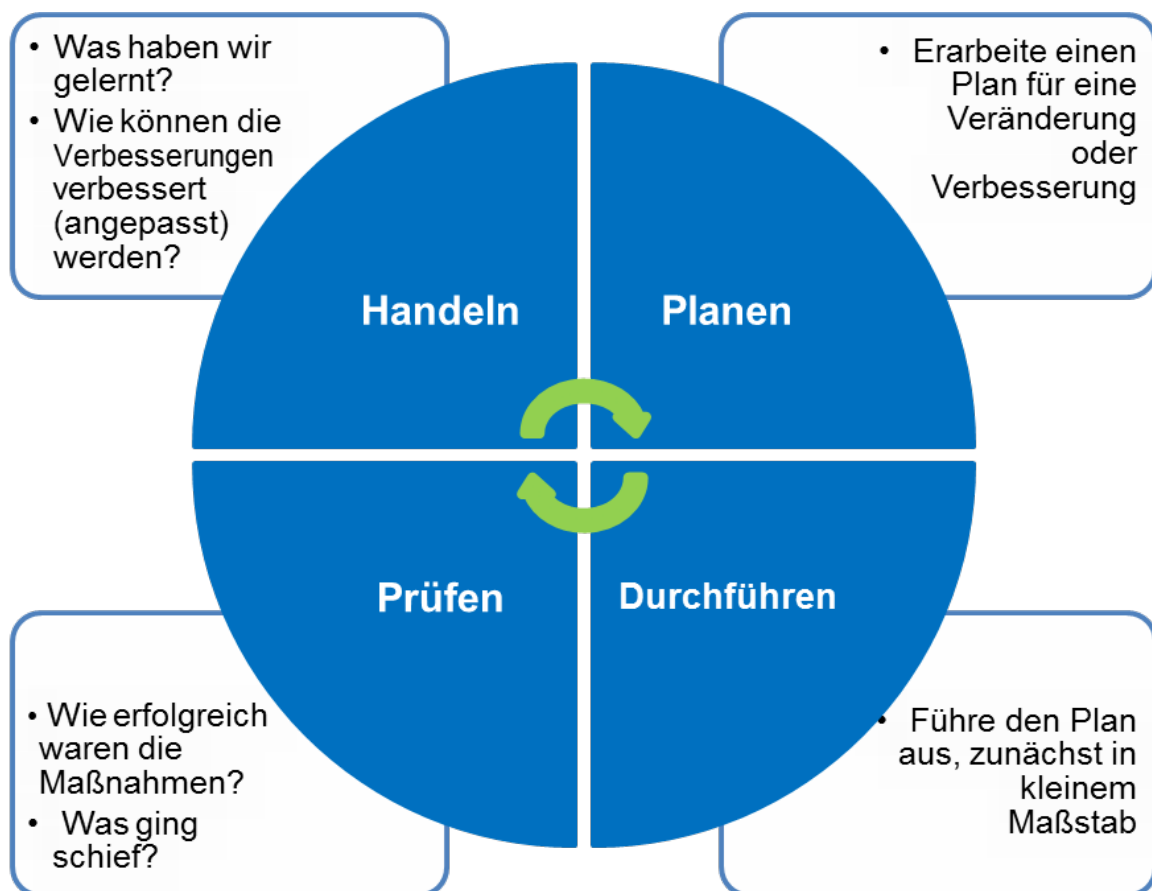 • Was haben wir
gelernt?
• Wie können die
Verbesserungen
verbessert
(angepasst)
werden?
• Erarbeite einen
Plan für eine
Veränderung
oder
Verbesserung
Handeln
Planen
Prüfen
Durchführen
• Wie erfolgreich
waren die
Maßnahmen?
• Was ging
schief?
• Führe den Plan
aus, zunächst in
kleinem
Maßstab